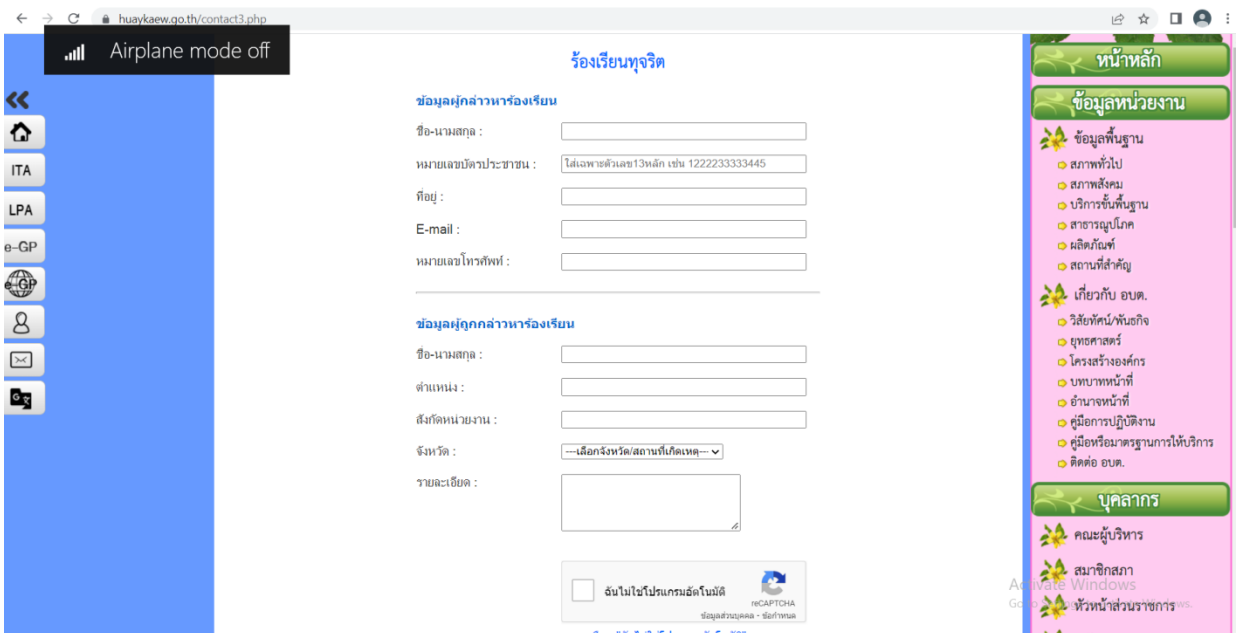 huaykaew.go.th/contact3.php
Airplane mode off
ITA
LPA
e-GP
e-GP
ร้องเรียนทุจริต
ข้อมูลผู้กล่าวหาร้องเรียน
ชื่อ-นามสกุล :
หมายเลขบัตรประชาชน : ใส่เฉพาะตัวเลข13หลัก เช่น 1222233333445
ที่อยู่ :
E-mail :
หมายเลขโทรศัพท์ :
ข้อมูลผู้ถูกกล่าวหาร้องเรียน
ชื่อ-นามสกุล :
ตำแหน่ง :
สังกัดหน่วยงาน :
จังหวัด : ---เลือกจังหวัด/สถานที่เกิดเหตุ---
รายละเอียด :
ฉันไม่ใช่โปรแกรมอัตโนมัติ
reCAPTCHA
ข้อมูลส่วนบุคคล - ข้อกำหนด
หน้าหลัก
ข้อมูลหน่วยงาน
ข้อมูลพื้นฐาน
สภาพทั่วไป
สภาพสังคม
บริการขั้นพื้นฐาน
สาธารณูปโภค
ผลิตภัณฑ์
สถานที่สำคัญ
เกี่ยวกับ อบต.
วิสัยทัศน์/พันธกิจ
ยุทธศาสตร์
โครงสร้างองค์กร
บทบาทหน้าที่
อำนาจหน้าที่
คู่มือการปฏิบัติงาน
คู่มือหรือมาตรฐานการให้บริการ
ติดต่อ อบต.
บุคลากร
คณะผู้บริหาร
สมาชิกสภา
Activate Windows
หัวหน้าส่วนราชการ